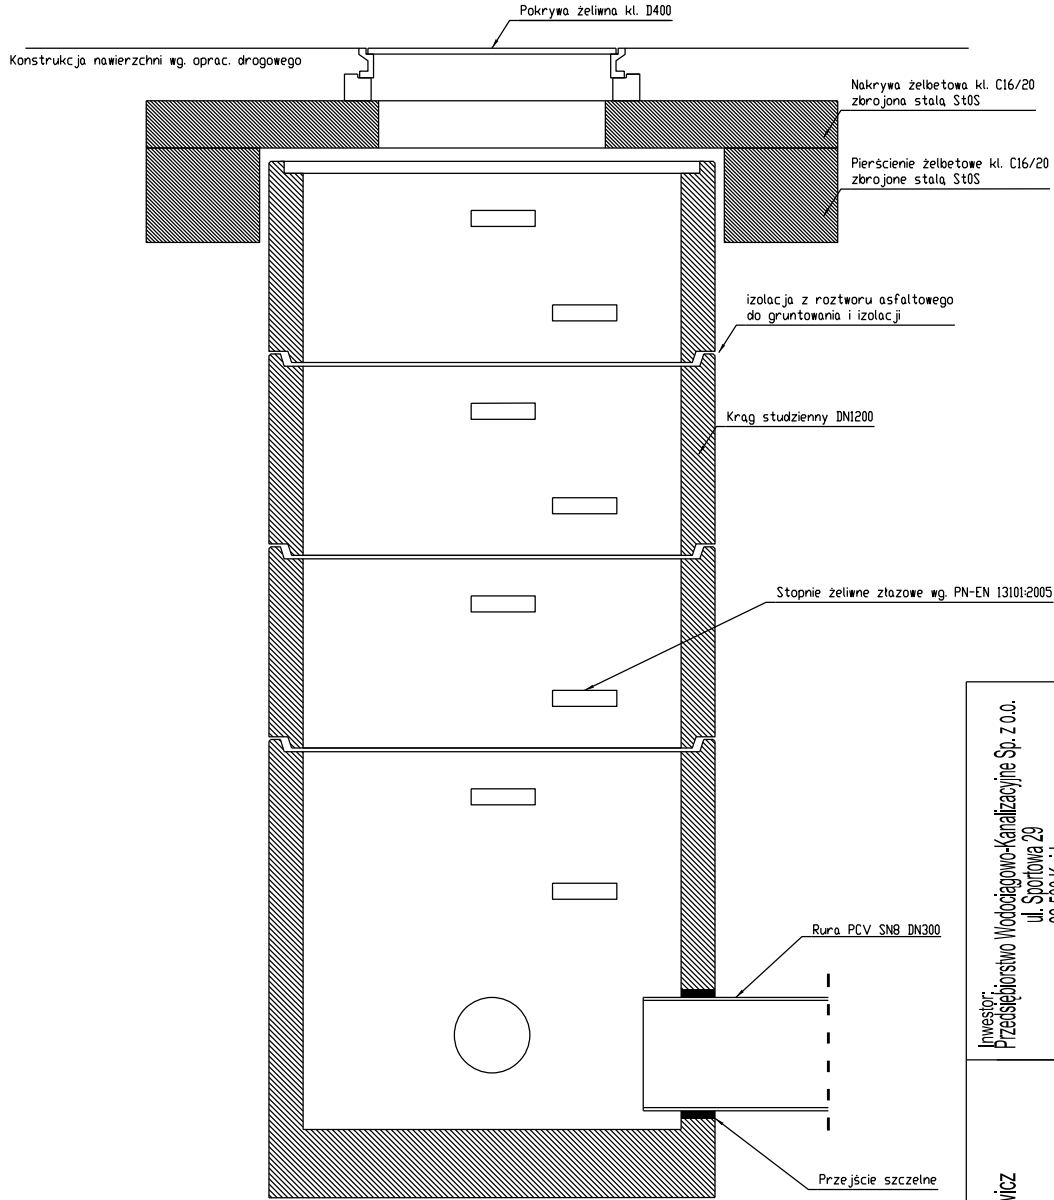 Pokrywa żeliwna kl. D400
Konstrukcja nawierzchni wg. oprac. drogowego
Nakrywa żelbetowa kl. C16/20
zbrojona stalą St0S
Pierścienie żelbetowe kl. C16/20
zbrojone stalą St0S
izolacja z roztworu asfaltowego
do gruntowania i izolacji
Krąg studzienny DN1200
Stopnie żeliwne złazowe wg. PN-EN 13101:2005
Rura PCV SN8 DN300
Przejście szczelne
Inwestor:
Przedsiębiorstwo Wodociągowo-Kanalizacyjne Sp. z o.o.
ul. Sportowa 29